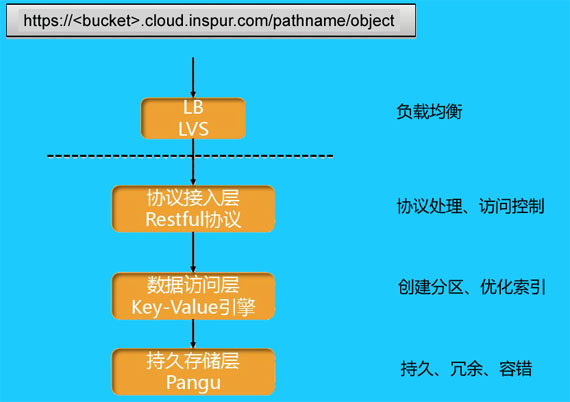 https://<bucket>.cloud.inspur.com/pathname/object
LB
LVS
负载均衡
协议接入层
Restful协议
协议处理、访问控制
数据访问层
Key-Value引擎
创建分区、优化索引
持久存储层
Pangu
持久、冗余、容错